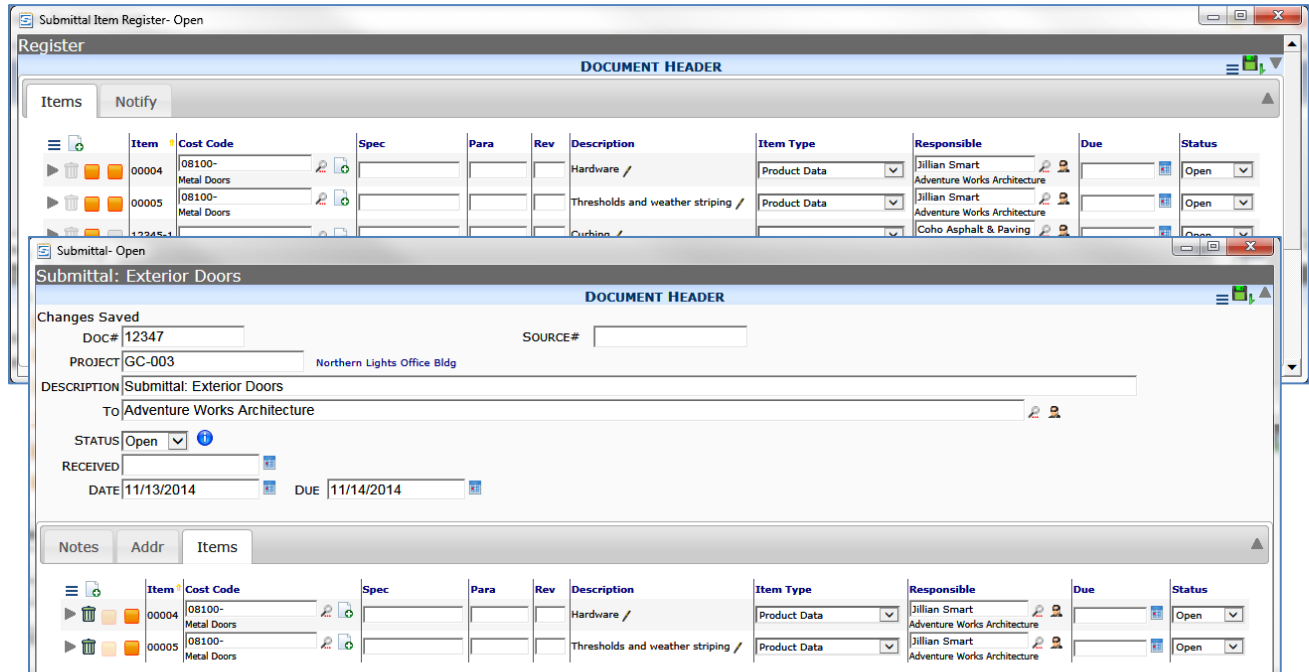 Submittal Item Register- Open
Register
DOCUMENT HEADER
Items Notify
Item Cost Code Spec Para Rev Description Item Type Responsible Due Status
00004 08100- Hardware Product Data Jillian Smart Open
Metal Doors Adventure Works Architecture
00005 08100- Thresholds and weather striping Product Data Jillian Smart Open
Metal Doors Adventure Works Architecture
12345-1 Curbing Coho Asphalt & Paving Open
Submittal- Open
Submittal: Exterior Doors
DOCUMENT HEADER
Changes Saved
DOC# 12347 SOURCE#
PROJECT GC-003 Northern Lights Office Bldg
DESCRIPTION Submittal: Exterior Doors
TO Adventure Works Architecture
STATUS Open
RECEIVED
DATE 11/13/2014 DUE 11/14/2014
Notes Addr Items
Item Cost Code Spec Para Rev Description Item Type Responsible Due Status
00004 08100- Hardware Product Data Jillian Smart Open
Metal Doors Adventure Works Architecture
00005 08100- Thresholds and weather striping Product Data Jillian Smart Open
Metal Doors Adventure Works Architecture